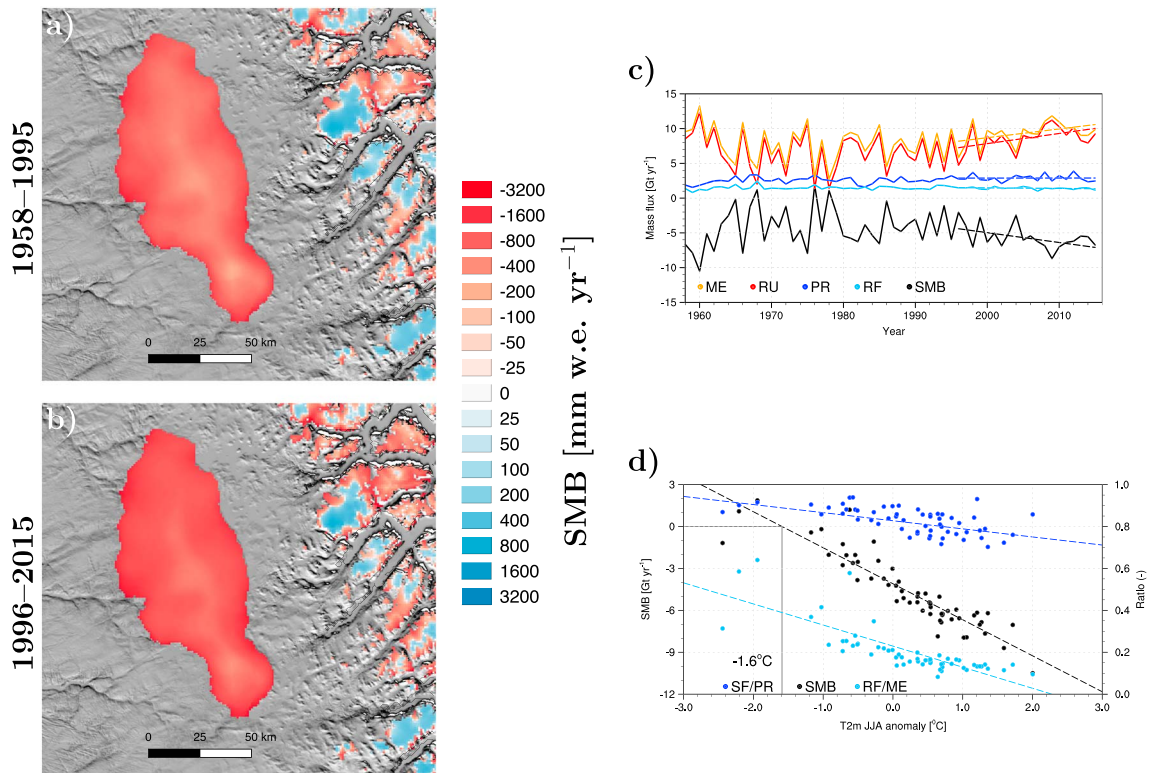 a)
1958–1995
0 25 50 km
b)
1996–2015
0 25 50 km
-3200
-1600
-800
-400
-200
-100
-50
-25
0
25
50
100
200
400
800
1600
3200
SMB [mm w.e. yr⁻¹]
c)
15
10
5
0
-5
-10
-15
Mass flux [Gt yr⁻¹]
ME RU PR RF SMB
1960 1970 1980 1990 2000 2010
Year
d)
3
0
-3
-6
-9
-12
SMB [Gt yr⁻¹]
1,0
0,8
0,6
0,4
0,2
0,0
Ratio (-)
-1.6°C
SF/PR SMB RF/ME
-3.0 -2.0 -1.0 0.0 1.0 2.0 3.0
T2m JJA anomaly [°C]